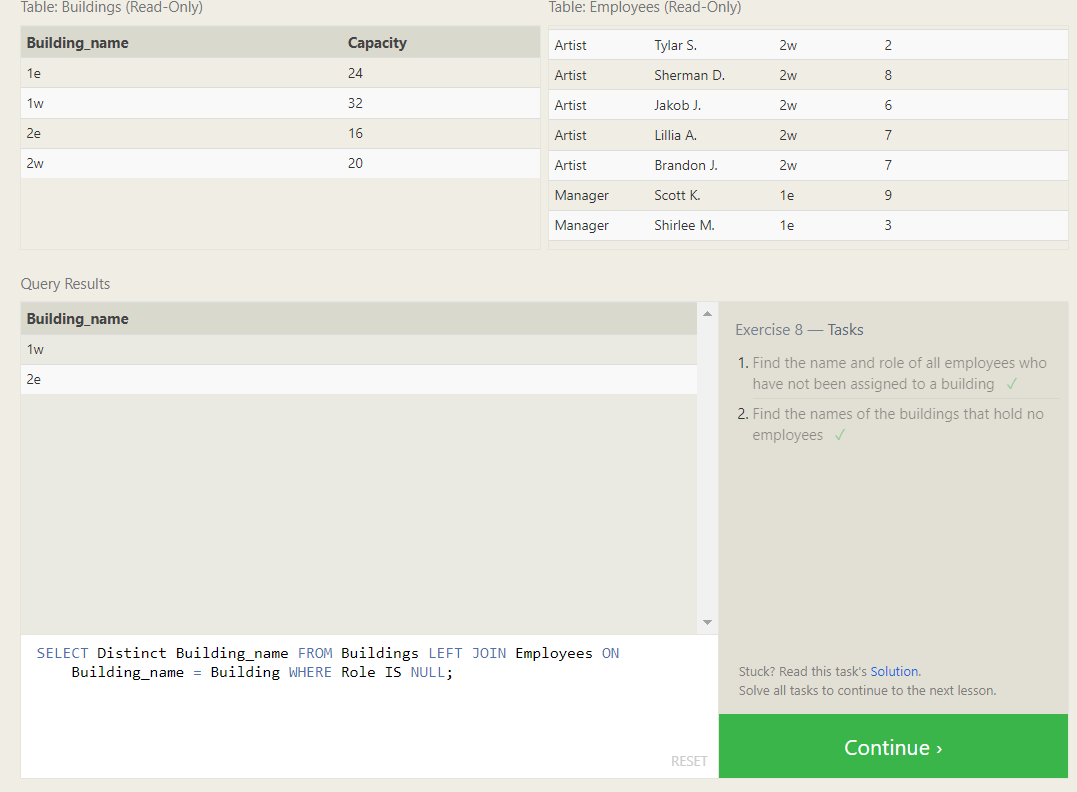 Table: Buildings (Read-Only)
Building_name Capacity
1e 24
1w 32
2e 16
2w 20
Table: Employees (Read-Only)
Artist Tylar S. 2w 2
Artist Sherman D. 2w 8
Artist Jakob J. 2w 6
Artist Lillia A. 2w 7
Artist Brandon J. 2w 7
Manager Scott K. 1e 9
Manager Shirlee M. 1e 3
Query Results
Building_name
1w
2e
SELECT Distinct Building_name FROM Buildings LEFT JOIN Employees ON
Building_name = Building WHERE Role IS NULL;
RESET
Exercise 8 — Tasks
1. Find the name and role of all employees who
have not been assigned to a building ✓
2. Find the names of the buildings that hold no
employees ✓
Stuck? Read this task's Solution.
Solve all tasks to continue to the next lesson.
Continue ›